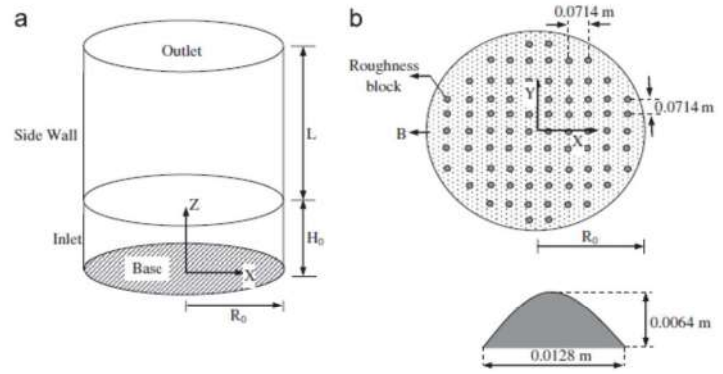 a
Outlet
Side Wall
L
Z
Inlet
H₀
Base
X
R₀
b
0.0714 m
Roughness
block
Y
0.0714 m
B
X
R₀
0.0064 m
0.0128 m